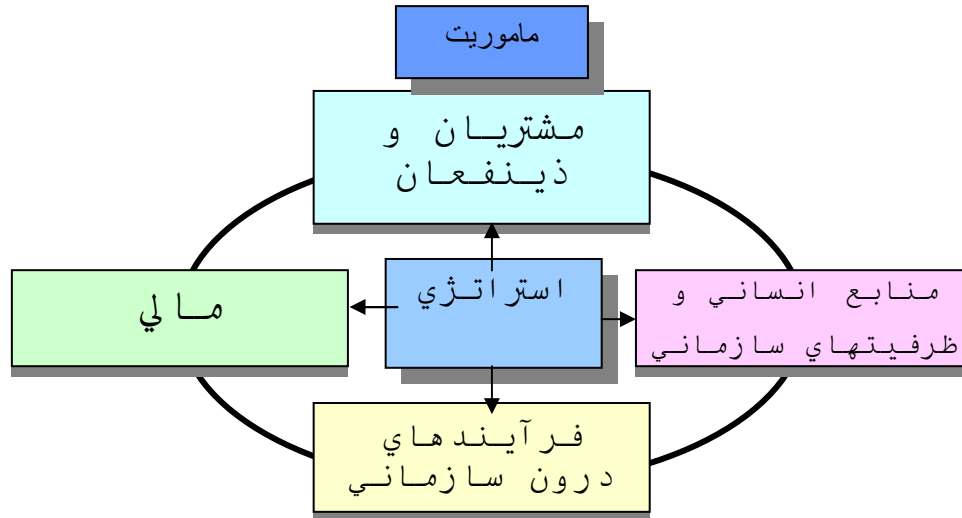 ماموريت
مشتريان و
ذينفعان
استراتژي
مالي
منابع انساني و
ظرفيتهاي سازماني
فرآيندهاي
درون سازماني